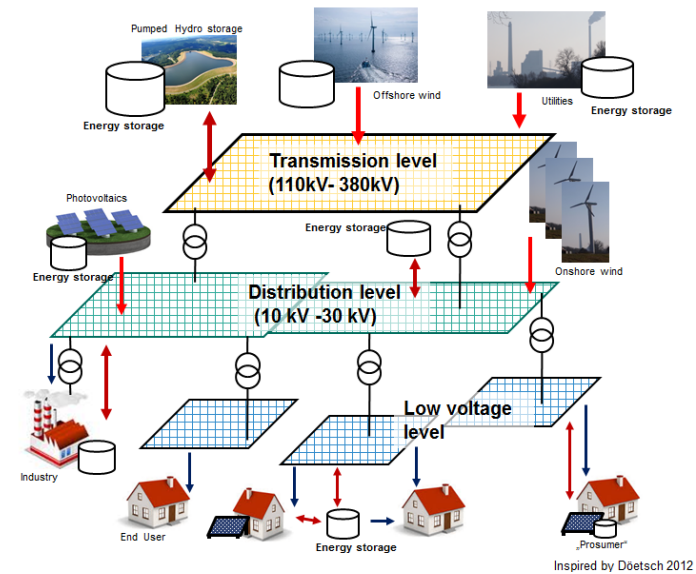 Pumped Hydro storage
Energy storage
Offshore wind
Utilities
Energy storage
Transmission level
(110kV- 380kV)
Photovoltaics
Energy storage
Energy storage
Onshore wind
Distribution level
(10 kV -30 kV)
Low voltage
level
Industry
End User
Energy storage
„Prosumer“
Inspired by Döetsch 2012